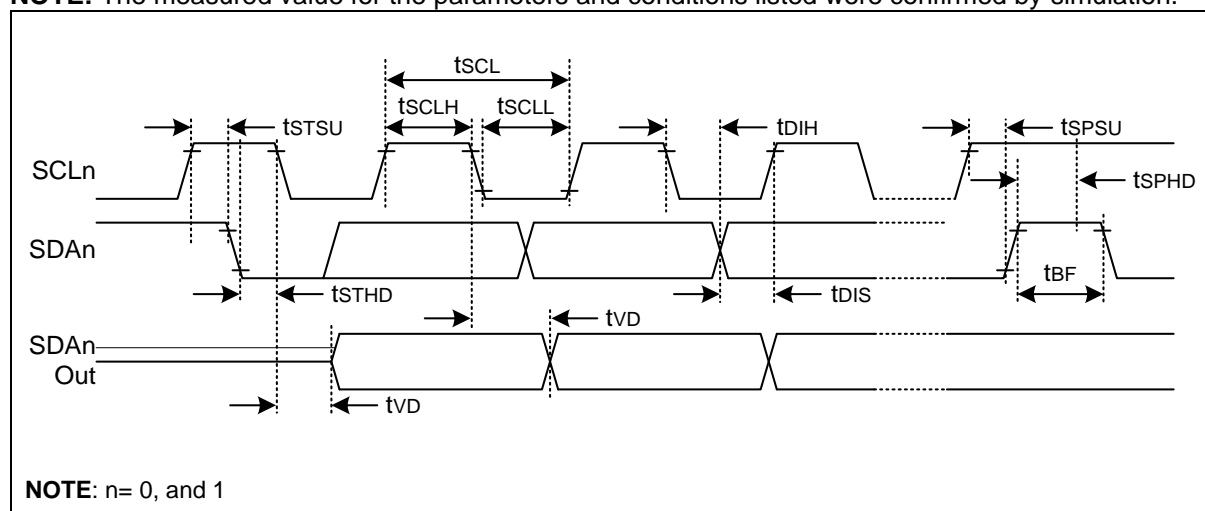 NOTE: The measured value for the parameters and conditions listed were confirmed by simulation.
tSCL
tSCLH
tSCLL
tSTSU
tDIH
tSPSU
SCLn
tSPHD
SDAn
tSTHD
tDIS
tBF
tVD
SDAn
Out
tVD
NOTE: n= 0, and 1